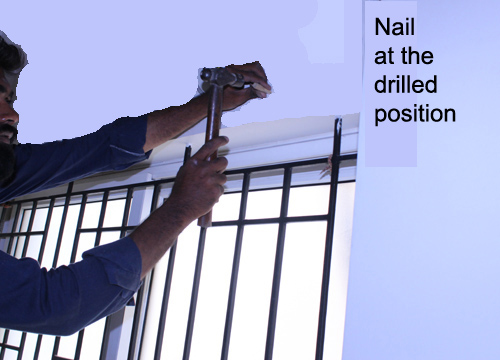 Nail
at the
drilled
position